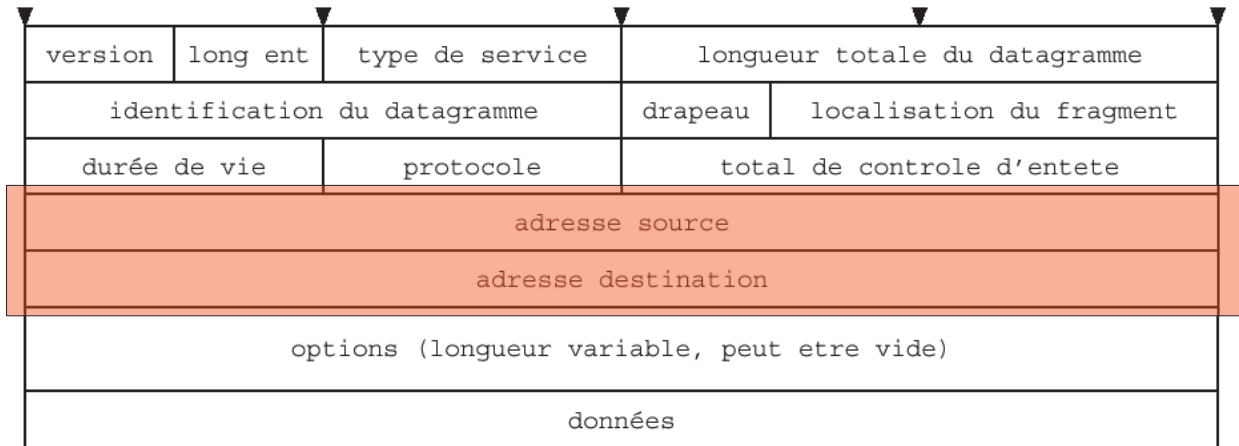 version long ent type de service longueur totale du datagramme
identification du datagramme drapeau localisation du fragment
durée de vie protocole total de controle d'entete
adresse source
adresse destination
options (longueur variable, peut etre vide)
données